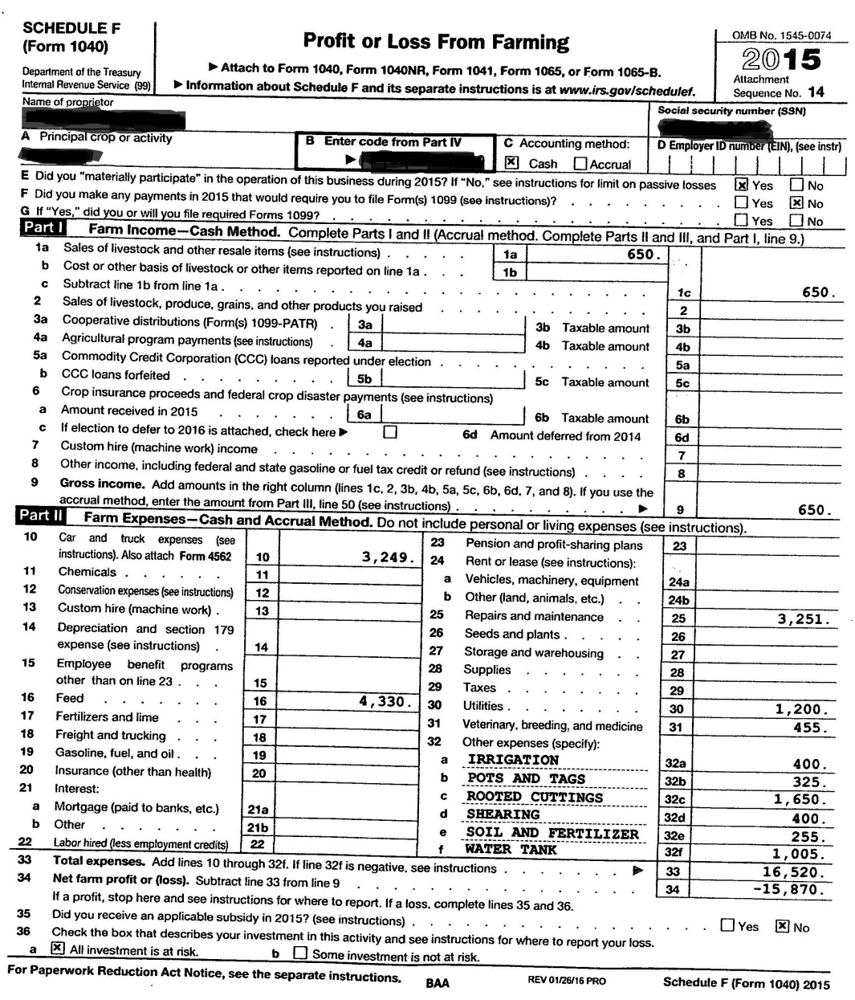 SCHEDULE F
(Form 1040)
Department of the Treasury
Internal Revenue Service (99)
Profit or Loss From Farming
▶ Attach to Form 1040, Form 1040NR, Form 1041, Form 1065, or Form 1065-B.
▶ Information about Schedule F and its separate instructions is at www.irs.gov/schedulef.
OMB No. 1545-0074
2015
Attachment
Sequence No. 14
Name of proprietor
Social security number (SSN)
A Principal crop or activity
B Enter code from Part IV
▶
C Accounting method:
☒ Cash ☐ Accrual
D Employer ID number (EIN), (see instr)
E Did you "materially participate" in the operation of this business during 2015? If "No," see instructions for limit on passive losses ☒ Yes ☐ No
F Did you make any payments in 2015 that would require you to file Form(s) 1099 (see instructions)? ☐ Yes ☒ No
G If "Yes," did you or will you file required Forms 1099? ☐ Yes ☐ No
Part I Farm Income—Cash Method. Complete Parts I and II (Accrual method. Complete Parts II and III, and Part I, line 9.)
1a Sales of livestock and other resale items (see instructions) 1a 650.
b Cost or other basis of livestock or other items reported on line 1a 1b
c Subtract line 1b from line 1a 1c 650.
2 Sales of livestock, produce, grains, and other products you raised 2
3a Cooperative distributions (Form(s) 1099-PATR) 3a 3b Taxable amount 3b
4a Agricultural program payments (see instructions) 4a 4b Taxable amount 4b
5a Commodity Credit Corporation (CCC) loans reported under election 5a
b CCC loans forfeited 5b 5c Taxable amount 5c
6 Crop insurance proceeds and federal crop disaster payments (see instructions)
a Amount received in 2015 6a 6b Taxable amount 6b
c If election to defer to 2016 is attached, check here ▶ ☐ 6d Amount deferred from 2014 6d
7 Custom hire (machine work) income 7
8 Other income, including federal and state gasoline or fuel tax credit or refund (see instructions) 8
9 Gross income. Add amounts in the right column (lines 1c, 2, 3b, 4b, 5a, 5c, 6b, 6d, 7, and 8). If you use the
accrual method, enter the amount from Part III, line 50 (see instructions) ▶ 9 650.
Part II Farm Expenses—Cash and Accrual Method. Do not include personal or living expenses (see instructions).
10 Car and truck expenses (see
instructions). Also attach Form 4562 10 3,249.
11 Chemicals 11
12 Conservation expenses (see instructions) 12
13 Custom hire (machine work) 13
14 Depreciation and section 179
expense (see instructions) 14
15 Employee benefit programs
other than on line 23 15
16 Feed 16 4,330.
17 Fertilizers and lime 17
18 Freight and trucking 18
19 Gasoline, fuel, and oil 19
20 Insurance (other than health) 20
21 Interest:
a Mortgage (paid to banks, etc.) 21a
b Other 21b
22 Labor hired (less employment credits) 22
23 Pension and profit-sharing plans 23
24 Rent or lease (see instructions):
a Vehicles, machinery, equipment 24a
b Other (land, animals, etc.) 24b
25 Repairs and maintenance 25 3,251.
26 Seeds and plants 26
27 Storage and warehousing 27
28 Supplies 28
29 Taxes 29
30 Utilities 30 1,200.
31 Veterinary, breeding, and medicine 31 455.
32 Other expenses (specify):
a IRRIGATION 32a 400.
b POTS AND TAGS 32b 325.
c ROOTED CUTTINGS 32c 1,650.
d SHEARING 32d 400.
e SOIL AND FERTILIZER 32e 255.
f WATER TANK 32f 1,005.
33 Total expenses. Add lines 10 through 32f. If line 32f is negative, see instructions ▶ 33 16,520.
34 Net farm profit or (loss). Subtract line 33 from line 9 34 -15,870.
If a profit, stop here and see instructions for where to report. If a loss, complete lines 35 and 36.
35 Did you receive an applicable subsidy in 2015? (see instructions) ☐ Yes ☒ No
36 Check the box that describes your investment in this activity and see instructions for where to report your loss.
a ☒ All investment is at risk. b ☐ Some investment is not at risk.
For Paperwork Reduction Act Notice, see the separate instructions. BAA REV 01/26/16 PRO Schedule F (Form 1040) 2015